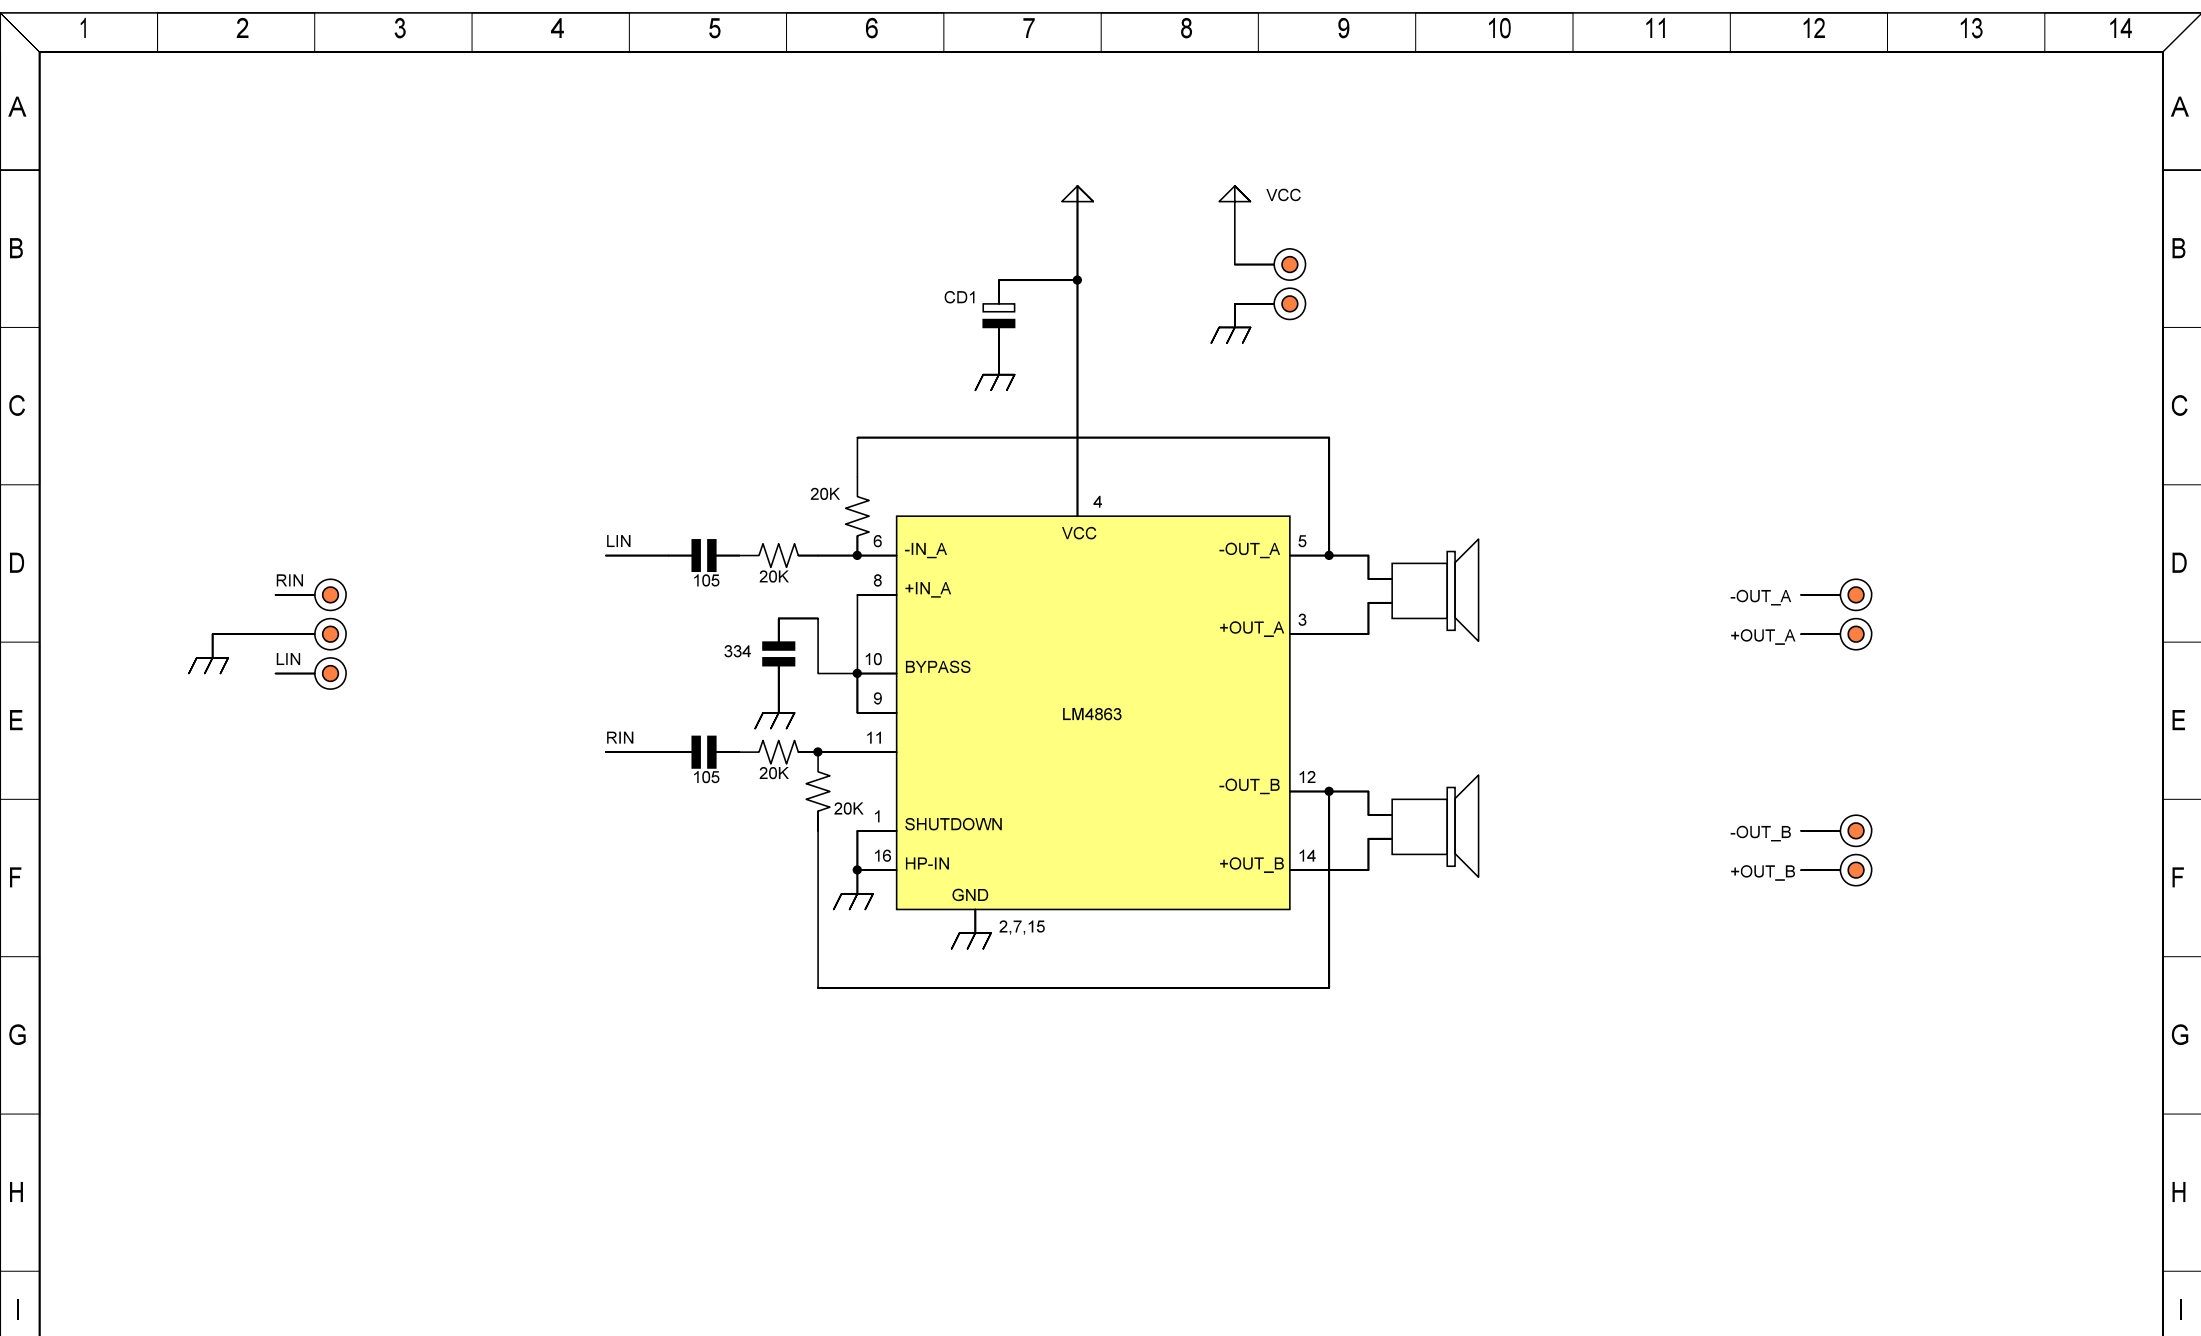 1 2 3 4 5 6 7 8 9 10 11 12 13 14
A A
VCC
B B
CD1
C C
20K
4
VCC
LIN 6 -IN_A -OUT_A 5
D D
105 20K 8 +IN_A
RIN
-OUT_A
+OUT_A 3
+OUT_A
334 10 BYPASS
LIN
9
LM4863
E E
RIN 11
105 20K
-OUT_B 12
20K 1 SHUTDOWN
-OUT_B
16 HP-IN +OUT_B 14
+OUT_B
F F
GND
2,7,15
G G
H H
I I